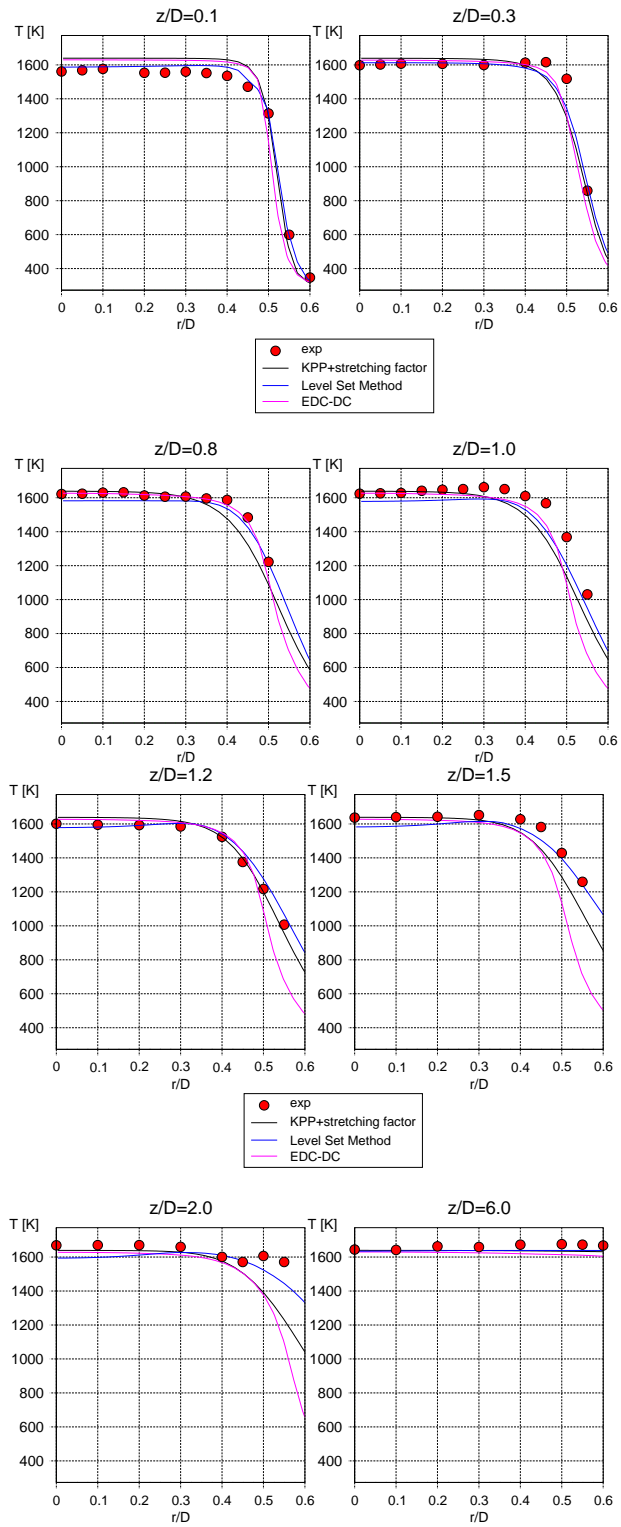 z/D=0.1 z/D=0.3
T [K] T [K]
1600 1600
1400 1400
1200 1200
1000 1000
800 800
600 600
400 400
0 0.1 0.2 0.3 0.4 0.5 0.6 0 0.1 0.2 0.3 0.4 0.5 0.6
r/D r/D
exp
KPP+stretching factor
Level Set Method
EDC-DC
z/D=0.8 z/D=1.0
T [K] T [K]
1600 1600
1400 1400
1200 1200
1000 1000
800 800
600 600
400 400
0 0.1 0.2 0.3 0.4 0.5 0.6 0 0.1 0.2 0.3 0.4 0.5 0.6
r/D r/D
z/D=1.2 z/D=1.5
T [K] T [K]
1600 1600
1400 1400
1200 1200
1000 1000
800 800
600 600
400 400
0 0.1 0.2 0.3 0.4 0.5 0.6 0 0.1 0.2 0.3 0.4 0.5 0.6
r/D r/D
exp
KPP+stretching factor
Level Set Method
EDC-DC
z/D=2.0 z/D=6.0
T [K] T [K]
1600 1600
1400 1400
1200 1200
1000 1000
800 800
600 600
400 400
0 0.1 0.2 0.3 0.4 0.5 0.6 0 0.1 0.2 0.3 0.4 0.5 0.6
r/D r/D